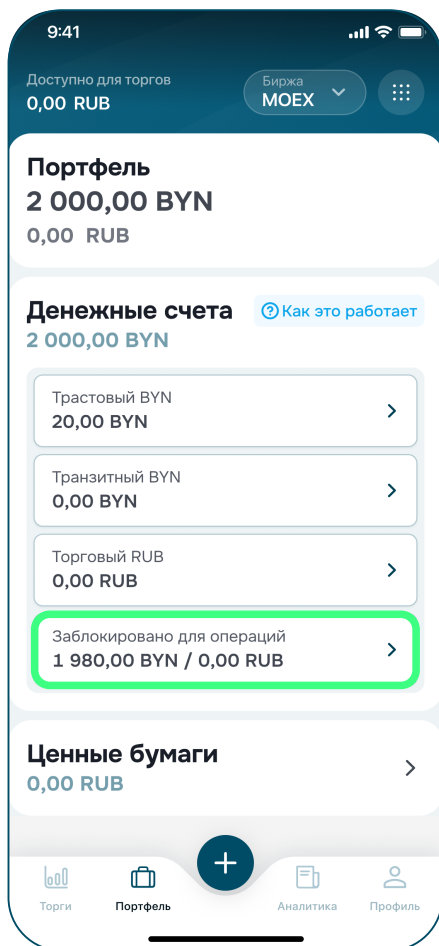 9:41
Доступно для торгов
0,00 RUB
Биржа
MOEX
Портфель
2 000,00 BYN
0,00 RUB
Денежные счета
Как это работает
2 000,00 BYN
Трастовый BYN
20,00 BYN
Транзитный BYN
0,00 BYN
Торговый RUB
0,00 RUB
Заблокировано для операций
1 980,00 BYN / 0,00 RUB
Ценные бумаги
0,00 RUB
Торги
Портфель
Аналитика
Профиль